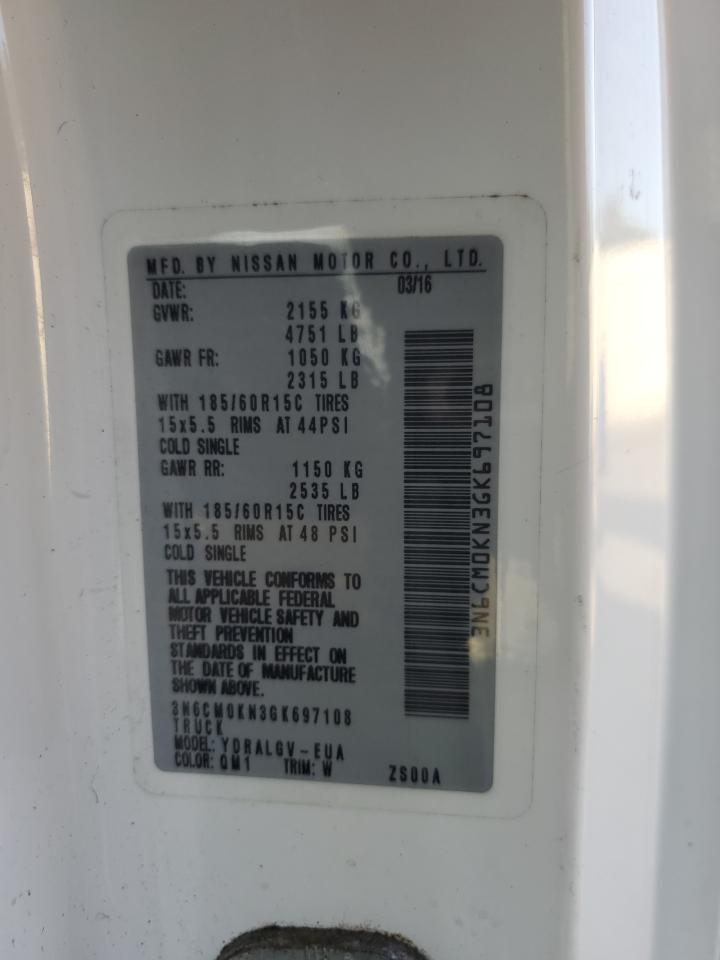 MFD. BY NISSAN MOTOR CO., LTD.
DATE: 03/16
GVWR: 2155 KG
4751 LB
GAWR FR: 1050 KG
2315 LB
WITH 185/60R15C TIRES
15x5.5 RIMS AT 44PSI
COLD SINGLE
GAWR RR: 1150 KG
2535 LB
WITH 185/60R15C TIRES
15x5.5 RIMS AT 48 PSI
COLD SINGLE
THIS VEHICLE CONFORMS TO
ALL APPLICABLE FEDERAL
MOTOR VEHICLE SAFETY AND
THEFT PREVENTION
STANDARDS IN EFFECT ON
THE DATE OF MANUFACTURE
SHOWN ABOVE.
3N6CM0KN3GK697108
TRUCK
MODEL: YDRALGV-EUA
COLOR: QM1 TRIM: W ZS00A
3N6CM0KN3GK697108